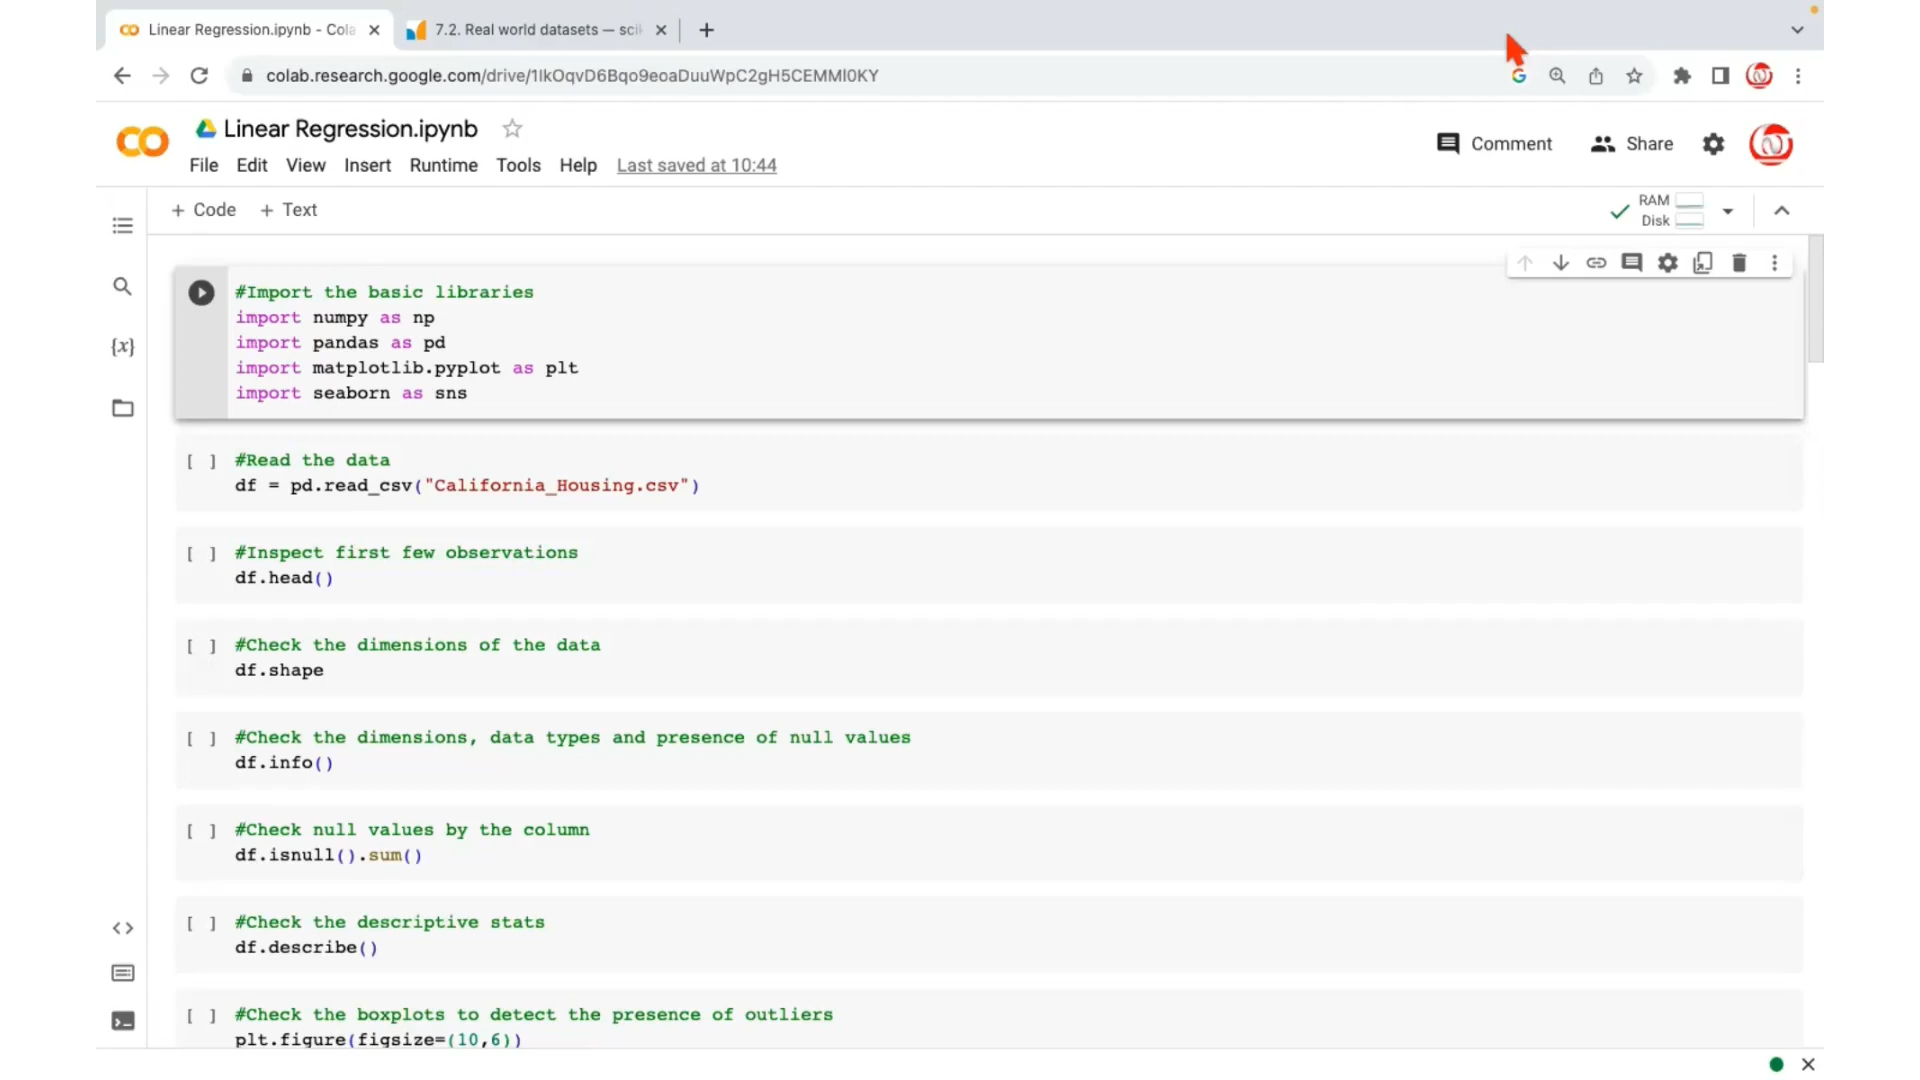 Linear Regression.ipynb - Cola
7.2. Real world datasets — sci
colab.research.google.com/drive/1IkOqvD6Bqo9eoaDuuWpC2gH5CEMMl0KY
Linear Regression.ipynb
Comment
Share
File Edit View Insert Runtime Tools Help Last saved at 10:44
+ Code + Text
RAM
Disk
#Import the basic libraries
import numpy as np
import pandas as pd
import matplotlib.pyplot as plt
import seaborn as sns
[ ] #Read the data
df = pd.read_csv("California_Housing.csv")
[ ] #Inspect first few observations
df.head()
[ ] #Check the dimensions of the data
df.shape
[ ] #Check the dimensions, data types and presence of null values
df.info()
[ ] #Check null values by the column
df.isnull().sum()
[ ] #Check the descriptive stats
df.describe()
[ ] #Check the boxplots to detect the presence of outliers
plt.figure(figsize=(10,6))